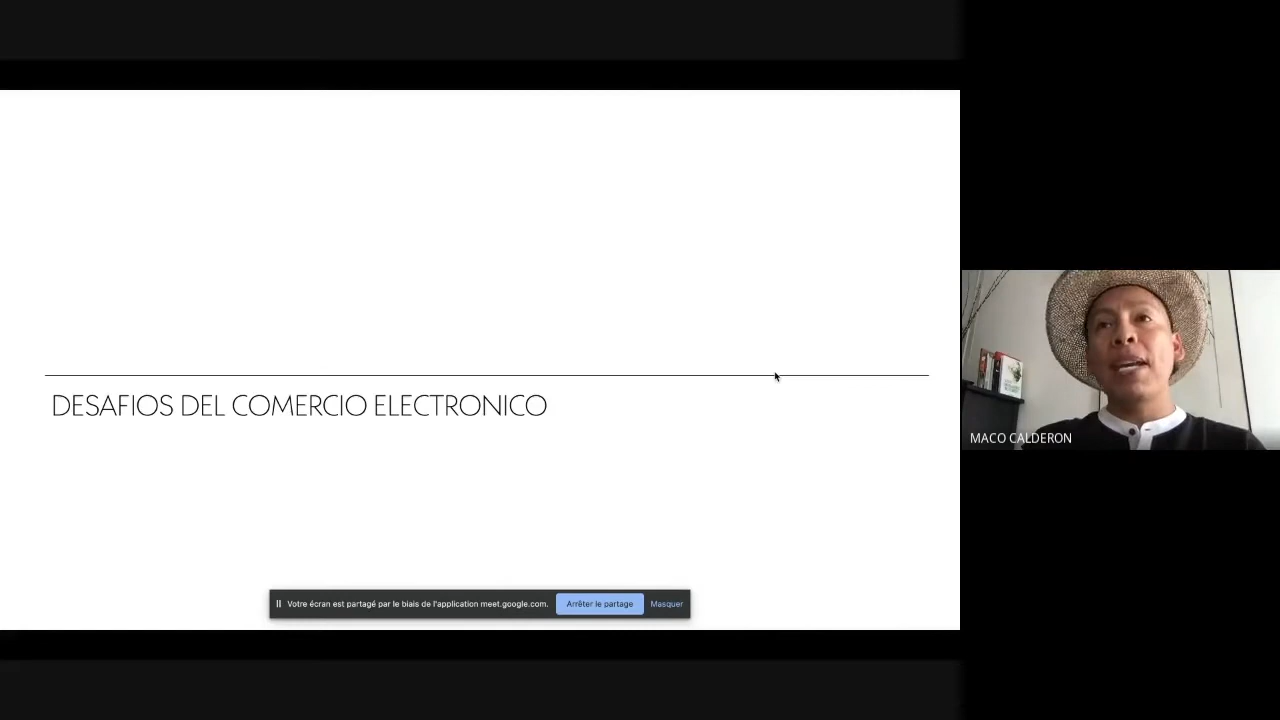 DESAFIOS DEL COMERCIO ELECTRONICO
MACO CALDERON
Votre écran est partagé par le biais de l'application meet.google.com.
Arrêter le partage
Masquer